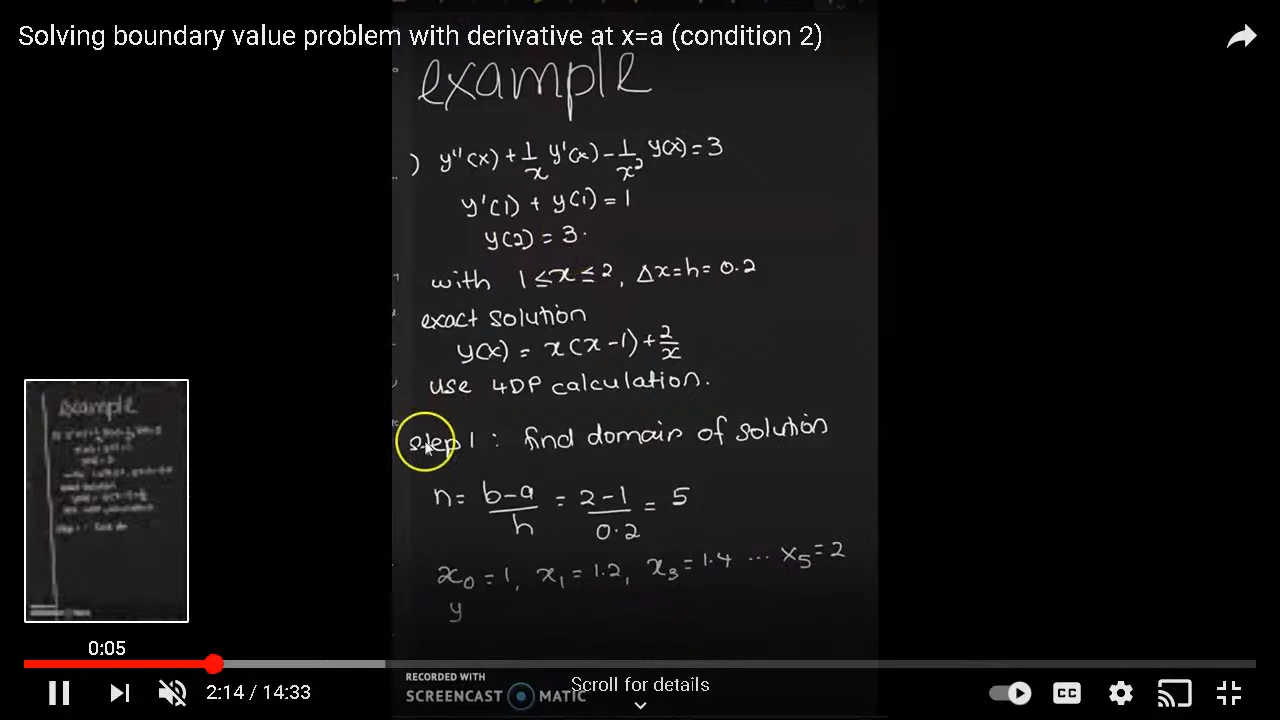 Solving boundary value problem with derivative at x=a (condition 2)
example
) y''(x) + 1/x y'(x) - 1/x² y(x) = 3
y'(1) + y(1) = 1
y(2) = 3.
with 1 ≤ x ≤ 2, Δx = h = 0.2
exact solution
y(x) = x(x-1) + 2/x
use 4DP calculation.
step 1 : find domain of solution
n = b-a/h = 2-1/0.2 = 5
x₀ = 1, x₁ = 1.2, x₃ = 1.4 ... x₅ = 2
y
example
0:05
2:14 / 14:33
RECORDED WITH
SCREENCAST MATIC
Scroll for details
CC